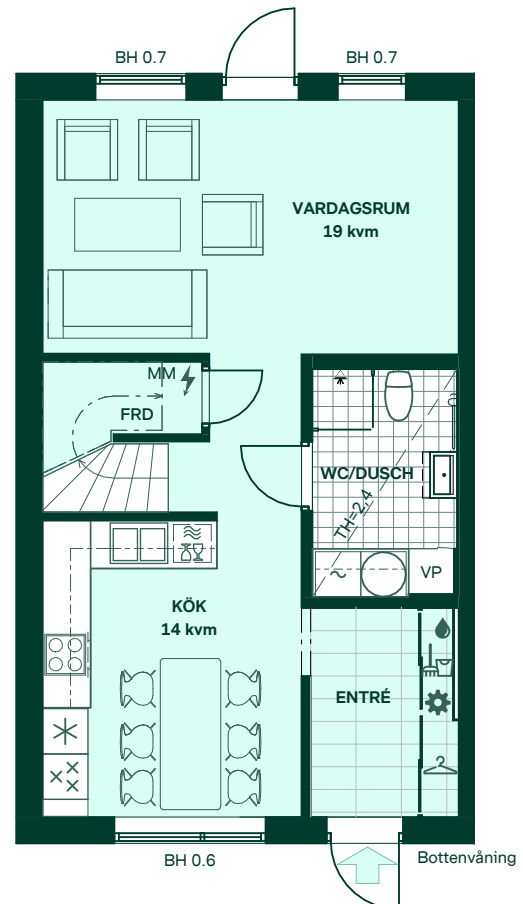 BH 0.7
BH 0.7
VARDAGSRUM
19 kvm
MM
FRD
WC/DUSCH
TH=2,4
VP
KÖK
14 kvm
ENTRÉ
BH 0.6
Bottenvåning